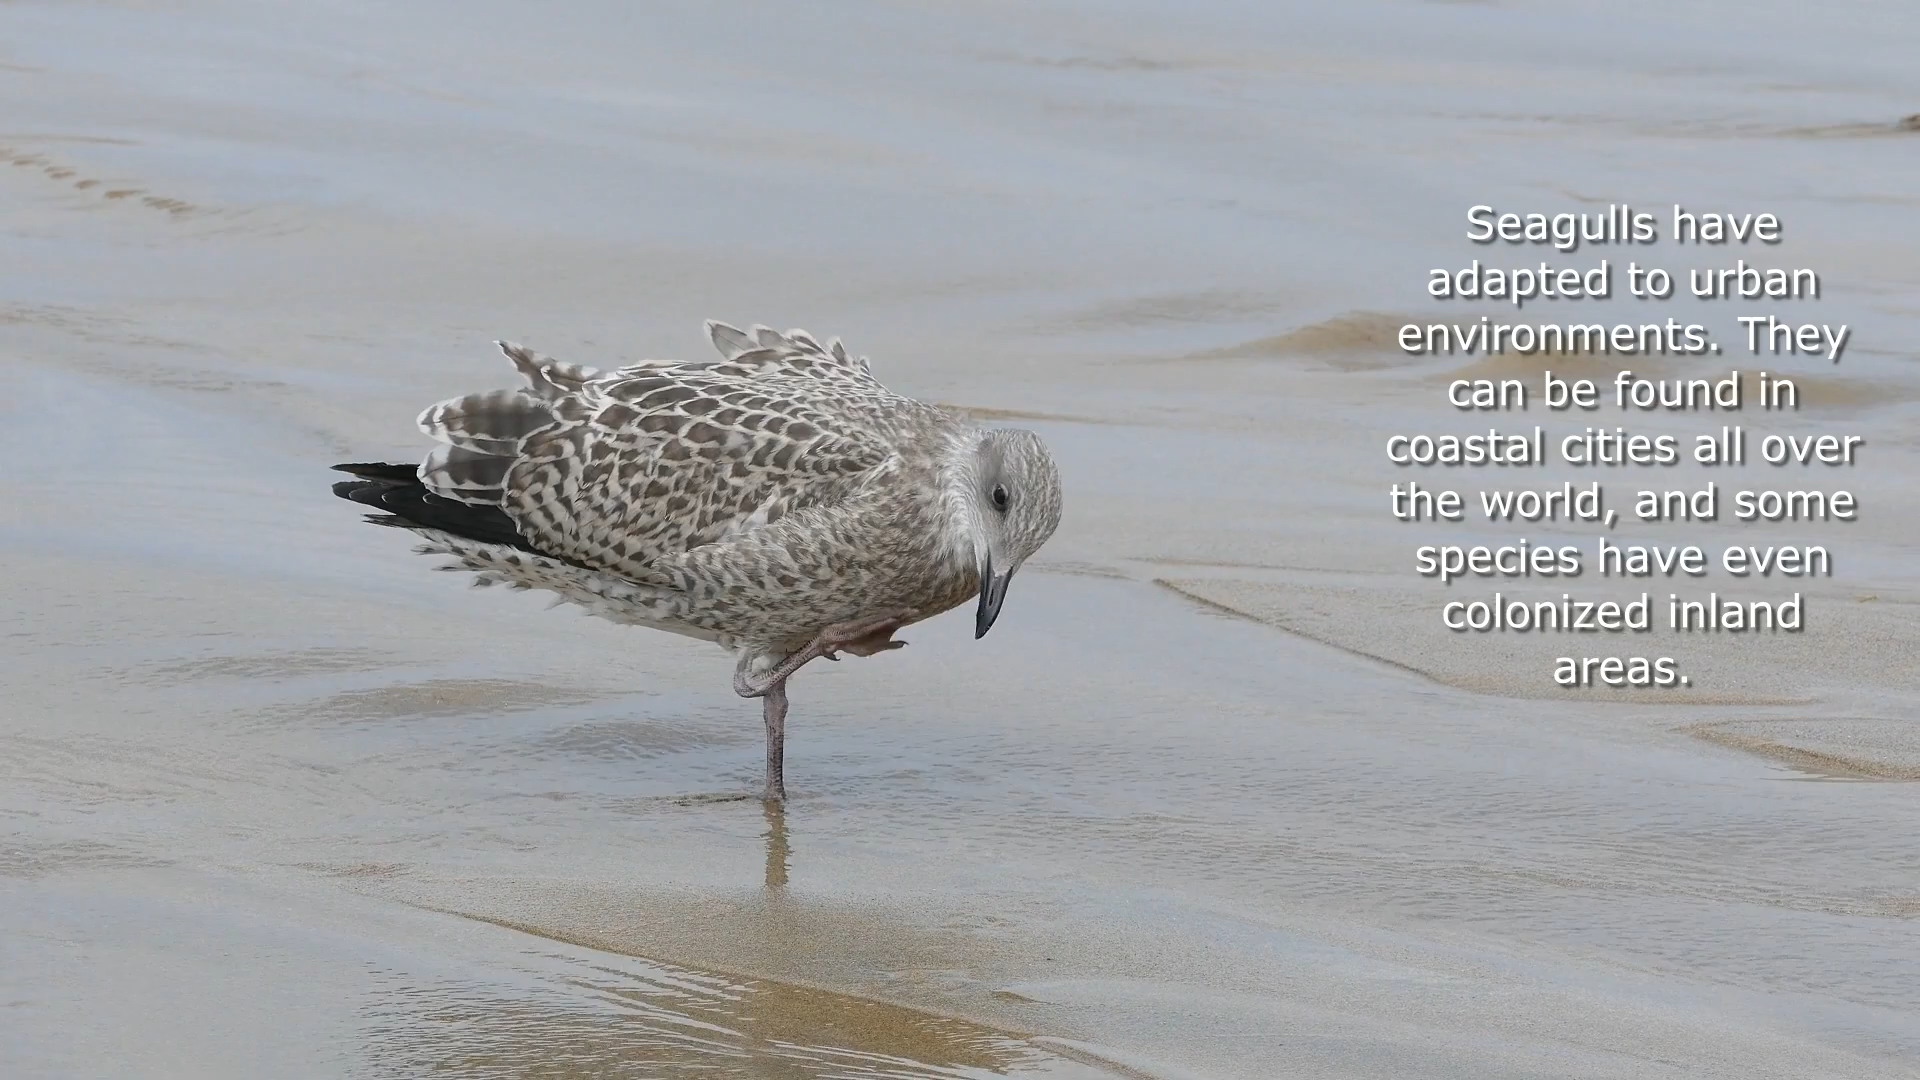 Seagulls have
adapted to urban
environments. They
can be found in
coastal cities all over
the world, and some
species have even
colonized inland
areas.